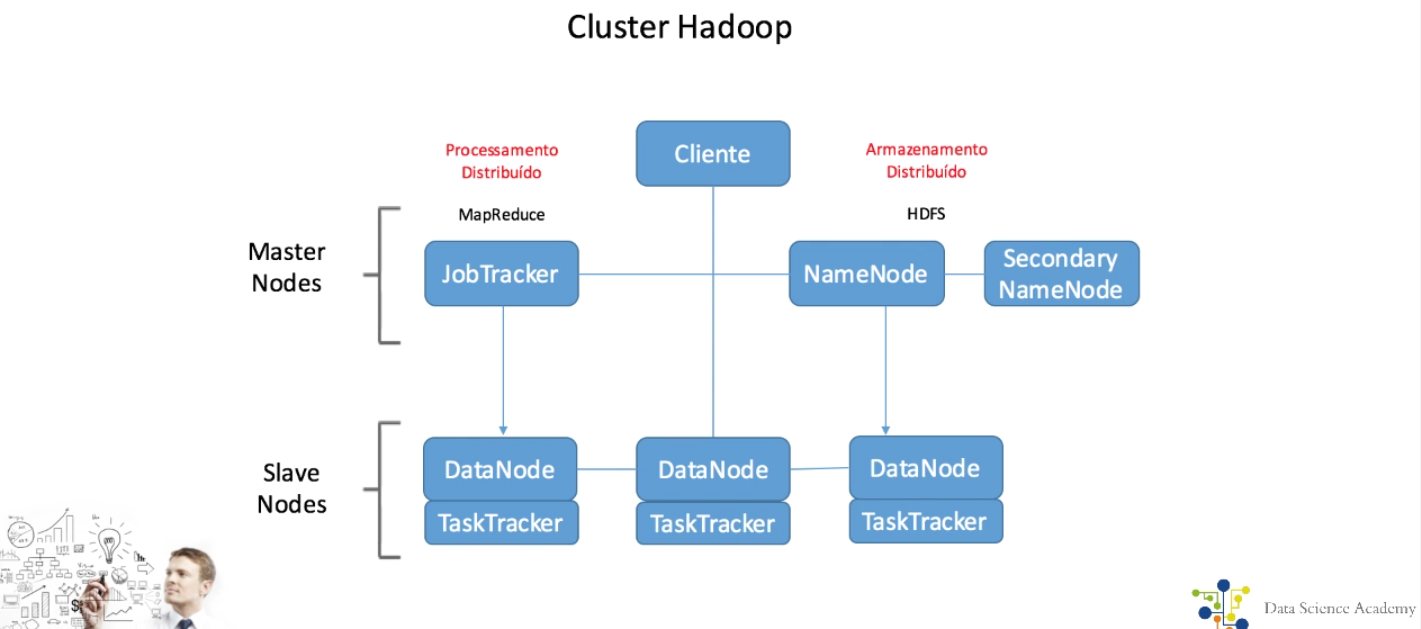 Cluster Hadoop
Cliente
Processamento
Distribuído
Armazenamento
Distribuído
MapReduce
HDFS
Master
Nodes
JobTracker
NameNode
Secondary
NameNode
Slave
Nodes
DataNode
DataNode
DataNode
TaskTracker
TaskTracker
TaskTracker
Data Science Academy